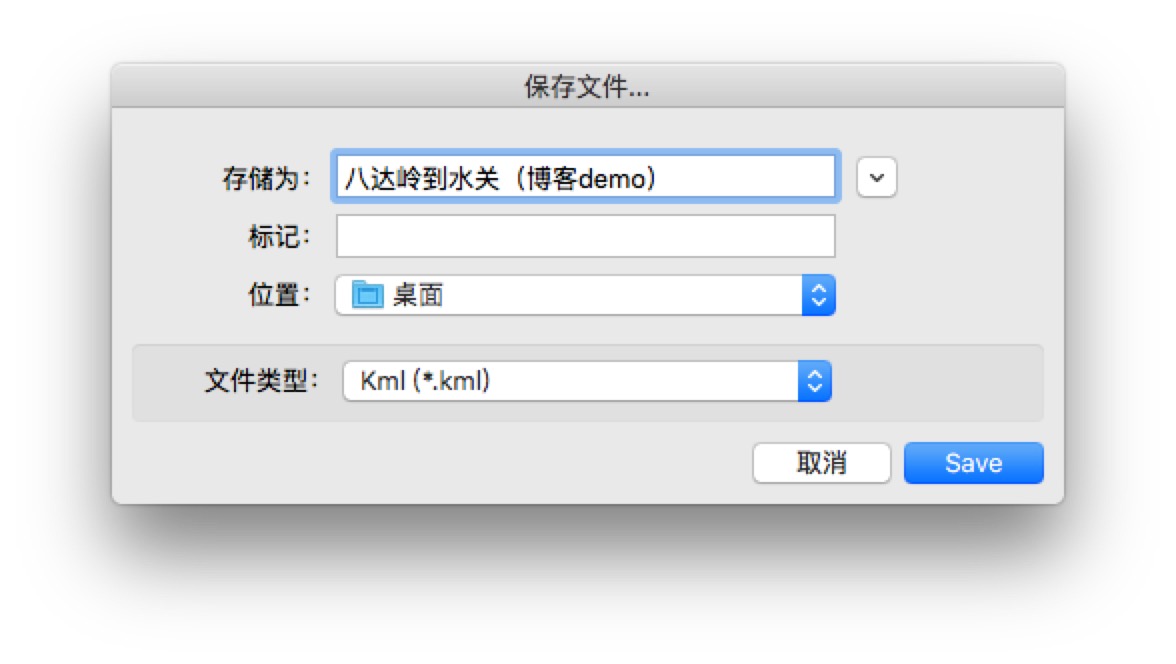 保存文件...
存储为： 八达岭到水关（博客demo）
标记：
位置： 桌面
文件类型： Kml (*.kml)
取消 Save